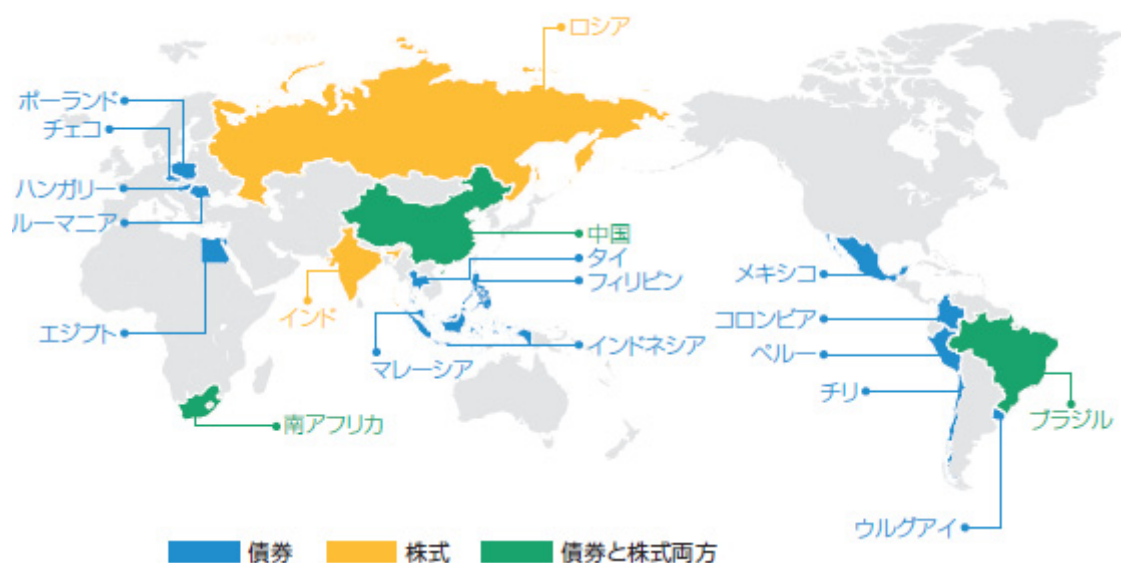 ロシア
ポーランド
チェコ
ハンガリー
ルーマニア
中国
タイ
フィリピン
メキシコ
インド
コロンビア
エジプト
インドネシア
ペルー
マレーシア
チリ
南アフリカ
ブラジル
ウルグアイ
債券
株式
債券と株式両方